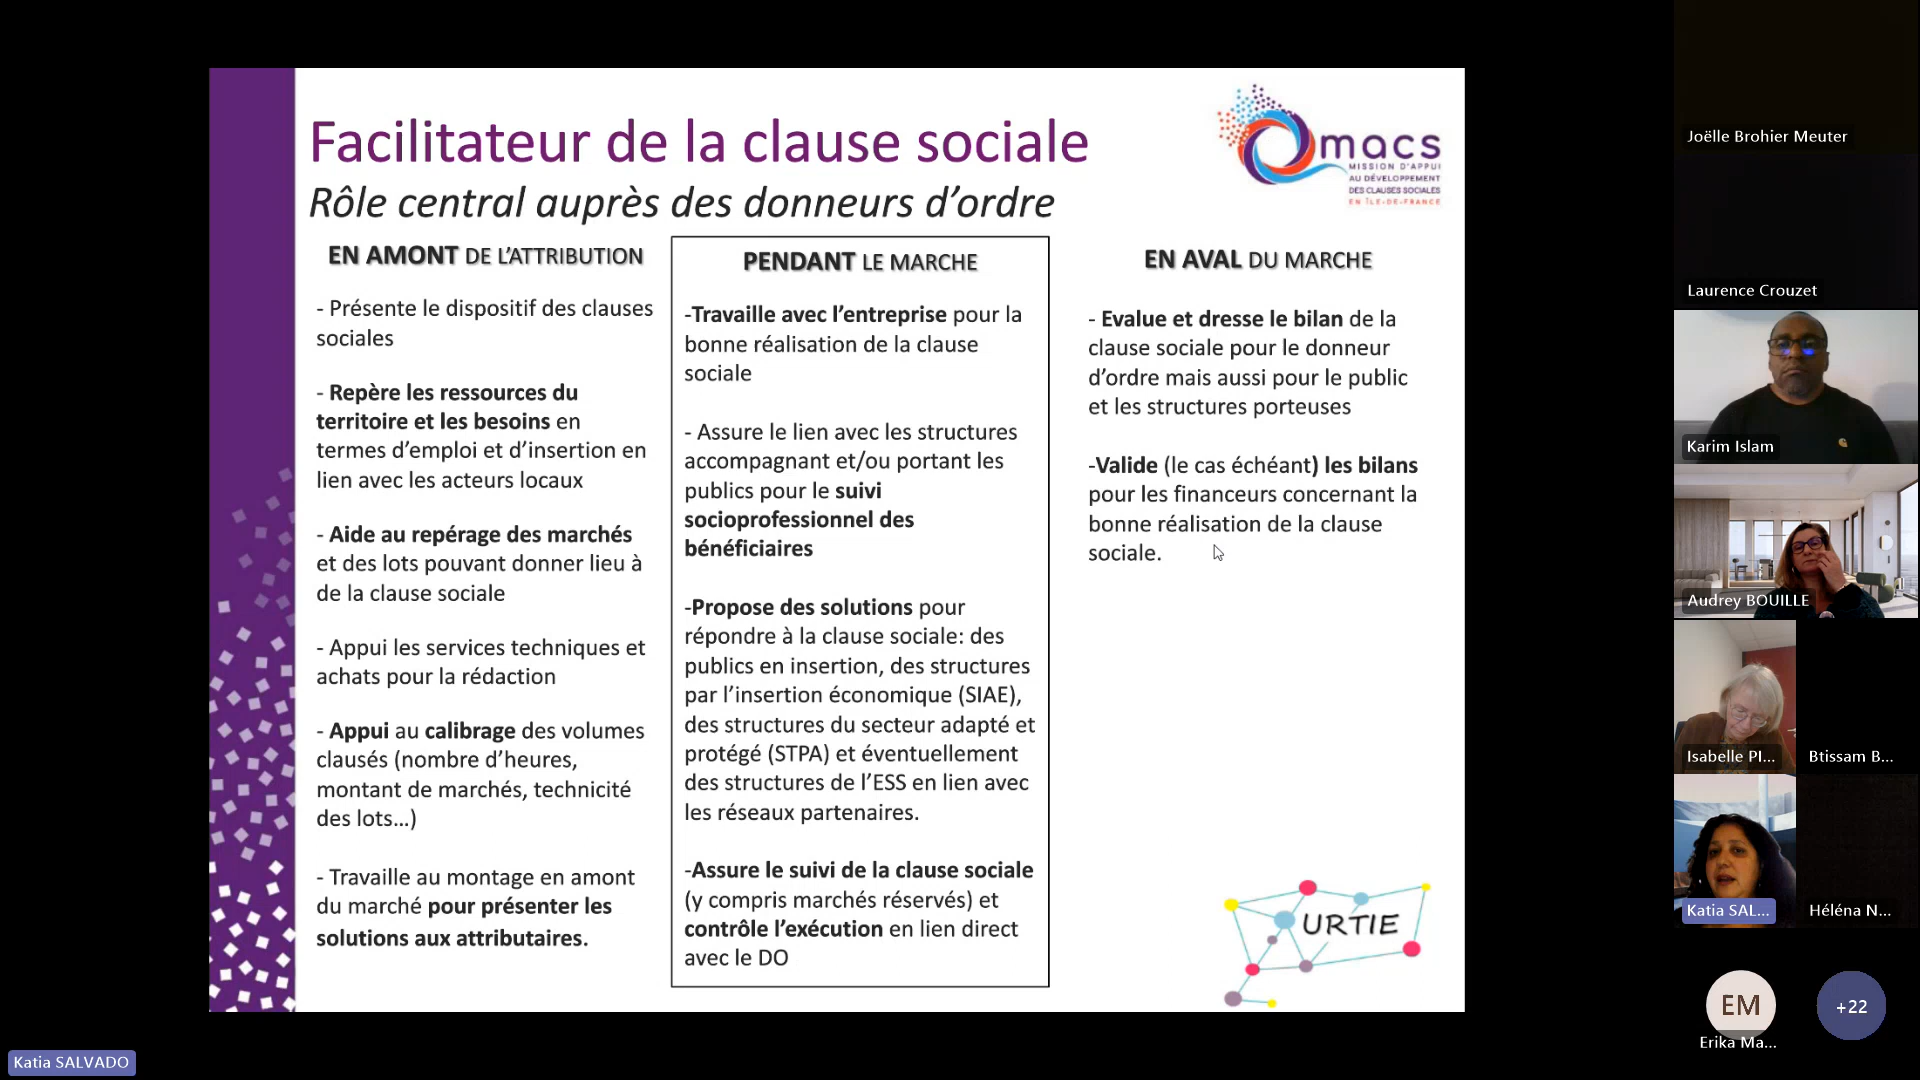 Facilitateur de la clause sociale
Rôle central auprès des donneurs d’ordre
macs
MISSION D'APPUI
AU DÉVELOPPEMENT
DES CLAUSES SOCIALES
EN ÎLE-DE-FRANCE
EN AMONT DE L’ATTRIBUTION
- Présente le dispositif des clauses
sociales
- Repère les ressources du
territoire et les besoins en
termes d’emploi et d’insertion en
lien avec les acteurs locaux
- Aide au repérage des marchés
et des lots pouvant donner lieu à
de la clause sociale
- Appui les services techniques et
achats pour la rédaction
- Appui au calibrage des volumes
clausés (nombre d’heures,
montant de marchés, technicité
des lots…)
- Travaille au montage en amont
du marché pour présenter les
solutions aux attributaires.
PENDANT LE MARCHE
-Travaille avec l’entreprise pour la
bonne réalisation de la clause
sociale
- Assure le lien avec les structures
accompagnant et/ou portant les
publics pour le suivi
socioprofessionnel des
bénéficiaires
-Propose des solutions pour
répondre à la clause sociale: des
publics en insertion, des structures
par l’insertion économique (SIAE),
des structures du secteur adapté et
protégé (STPA) et éventuellement
des structures de l’ESS en lien avec
les réseaux partenaires.
-Assure le suivi de la clause sociale
(y compris marchés réservés) et
contrôle l’exécution en lien direct
avec le DO
EN AVAL DU MARCHE
- Evalue et dresse le bilan de la
clause sociale pour le donneur
d’ordre mais aussi pour le public
et les structures porteuses
-Valide (le cas échéant) les bilans
pour les financeurs concernant la
bonne réalisation de la clause
sociale.
URTIE
Joëlle Brohier Meuter
Laurence Crouzet
Karim Islam
Audrey BOUILLE
Isabelle PI...
Btissam B...
Katia SAL...
Héléna N...
EM
+22
Erika Ma...
Katia SALVADO